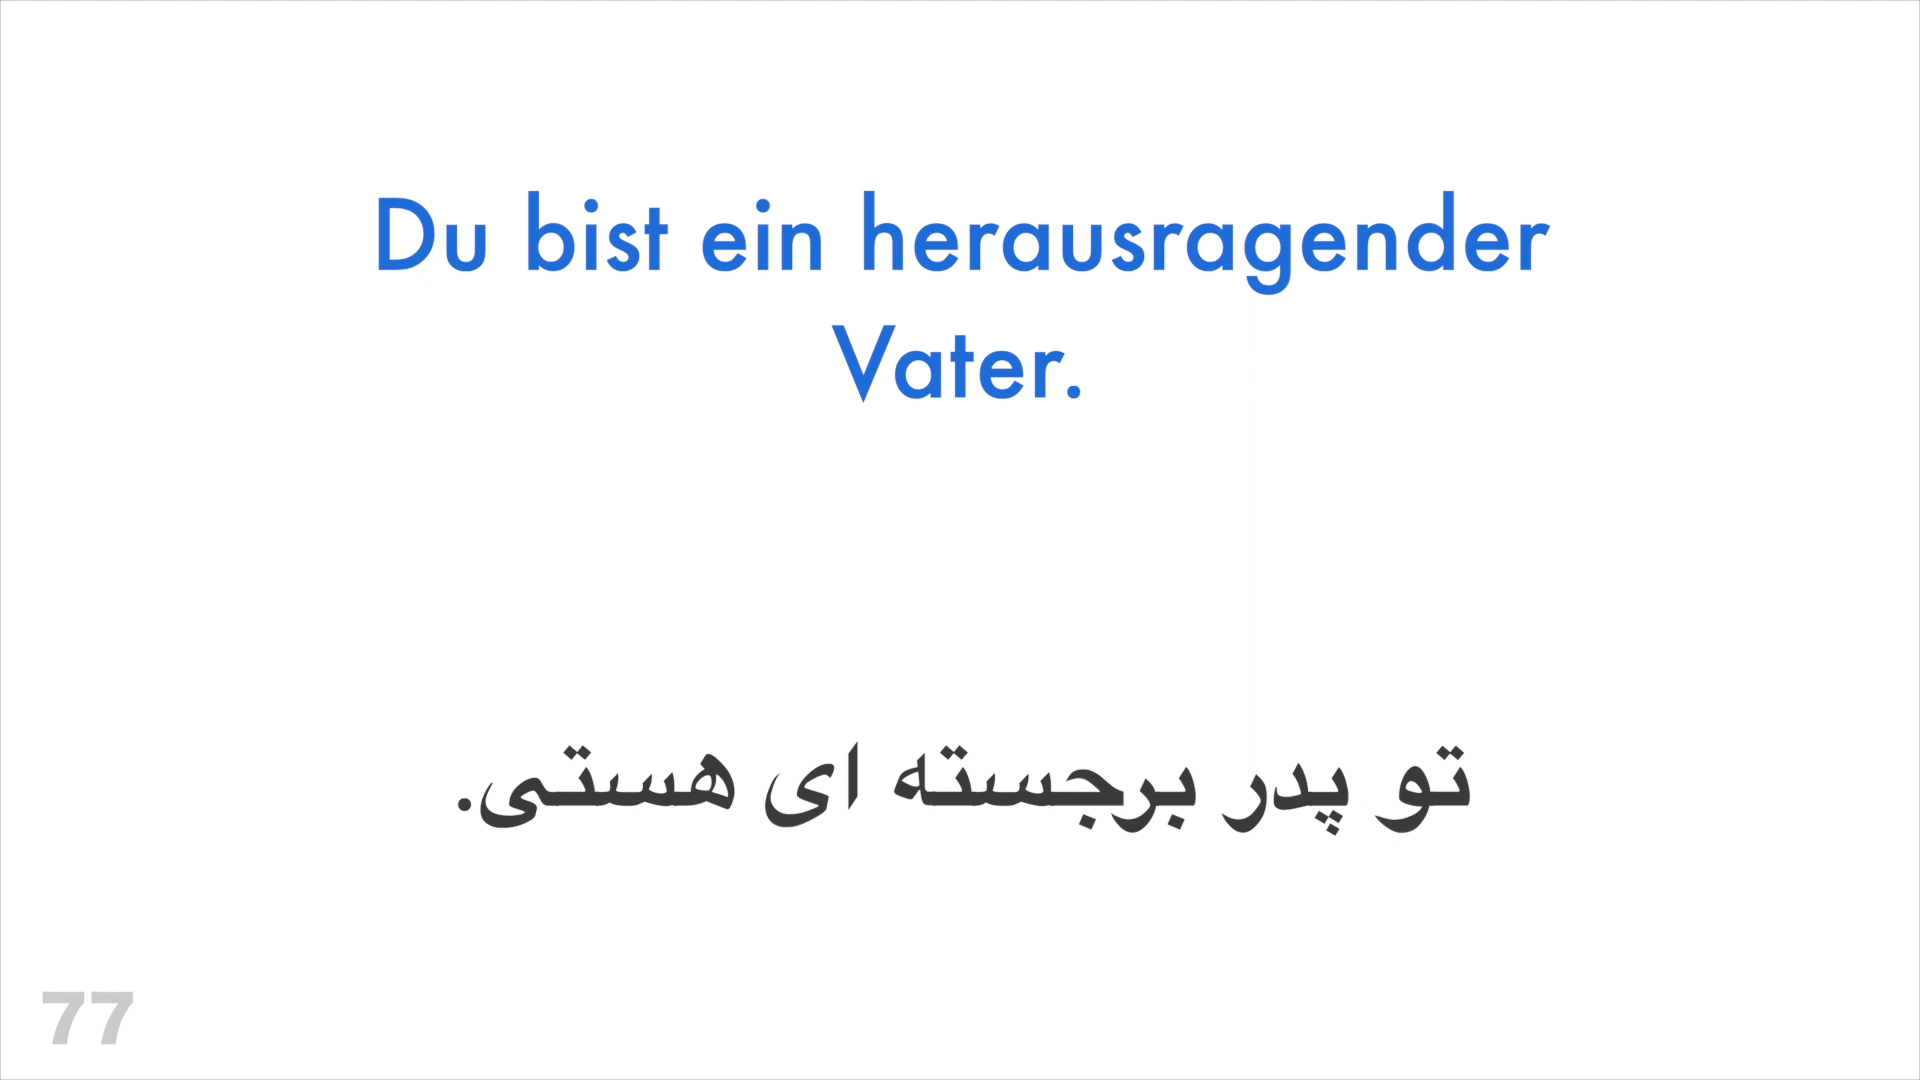 Du bist ein herausragender
Vater.
تو پدر برجسته ای هستی.
77